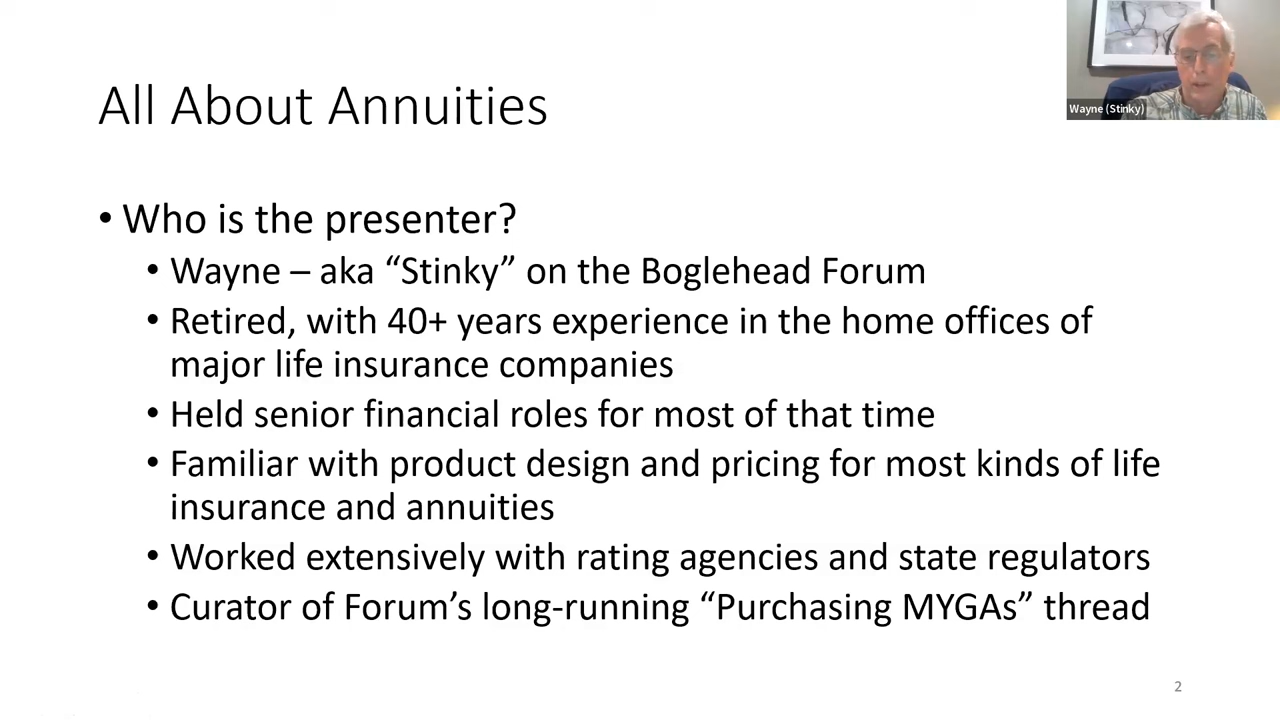 Wayne (Stinky)
All About Annuities
• Who is the presenter?
• Wayne – aka “Stinky” on the Boglehead Forum
• Retired, with 40+ years experience in the home offices of
major life insurance companies
• Held senior financial roles for most of that time
• Familiar with product design and pricing for most kinds of life
insurance and annuities
• Worked extensively with rating agencies and state regulators
• Curator of Forum’s long-running “Purchasing MYGAs” thread
2